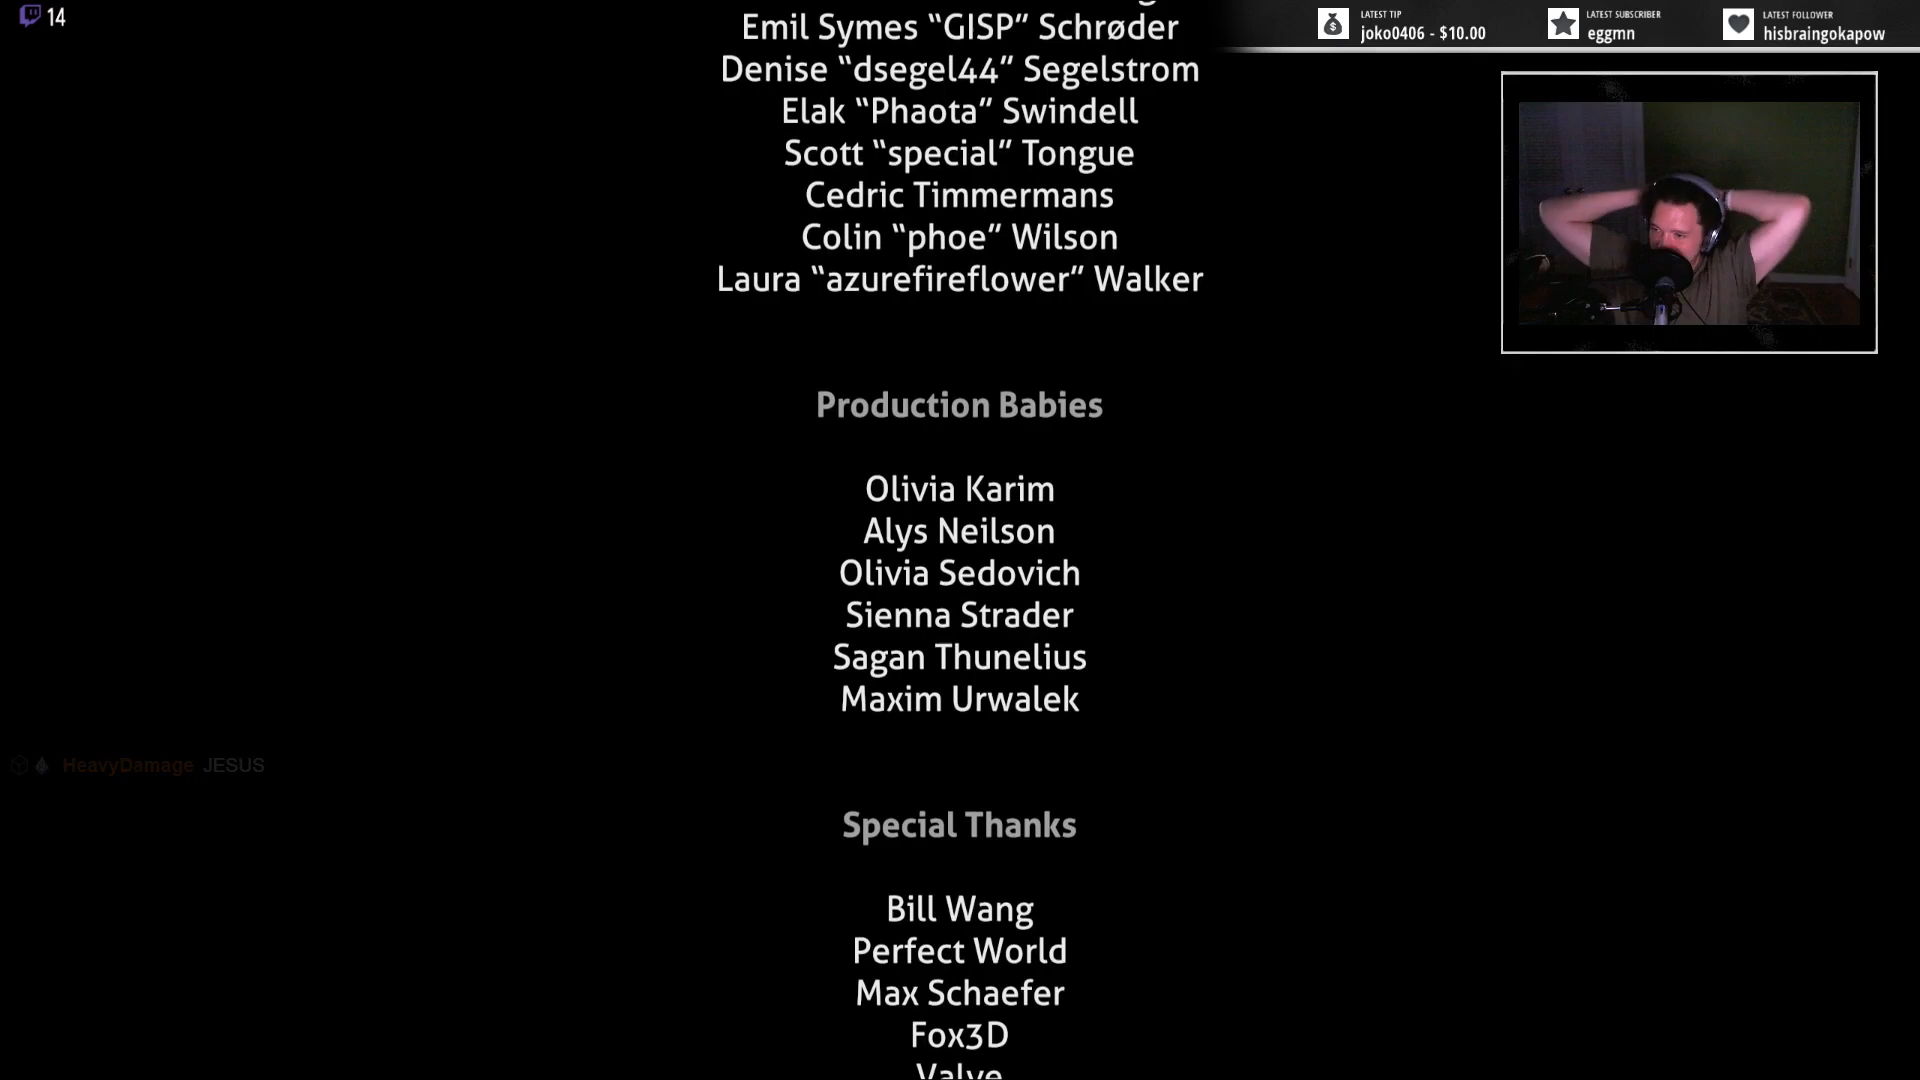 14
LATEST TIP
joko0406 - $10.00
LATEST SUBSCRIBER
eggmn
LATEST FOLLOWER
hisbraingokapow
Emil Symes “GISP” Schrøder
Denise “dsegel44” Segelstrom
Elak “Phaota” Swindell
Scott “special” Tongue
Cedric Timmermans
Colin “phoe” Wilson
Laura “azurefireflower” Walker
Production Babies
Olivia Karim
Alys Neilson
Olivia Sedovich
Sienna Strader
Sagan Thunelius
Maxim Urwalek
HeavyDamage JESUS
Special Thanks
Bill Wang
Perfect World
Max Schaefer
Fox3D
Valve